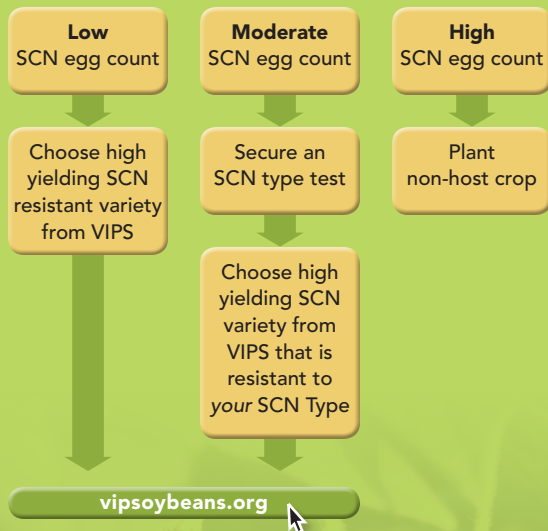 Low
SCN egg count
Choose high
yielding SCN
resistant variety
from VIPS
Moderate
SCN egg count
Secure an
SCN type test
Choose high
yielding SCN
variety from
VIPS that is
resistant to
your SCN Type
High
SCN egg count
Plant
non-host crop
vipsoybeans.org